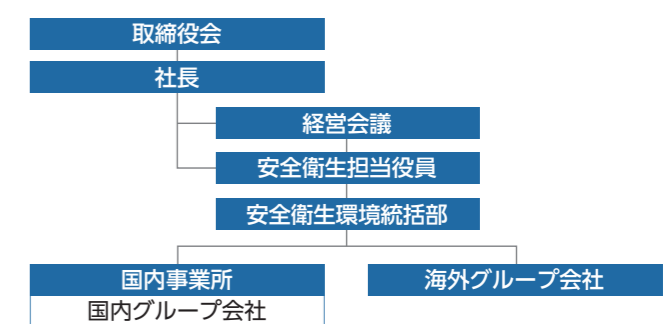 取締役会
社長
経営会議
安全衛生担当役員
安全衛生環境統括部
国内事業所
海外グループ会社
国内グループ会社